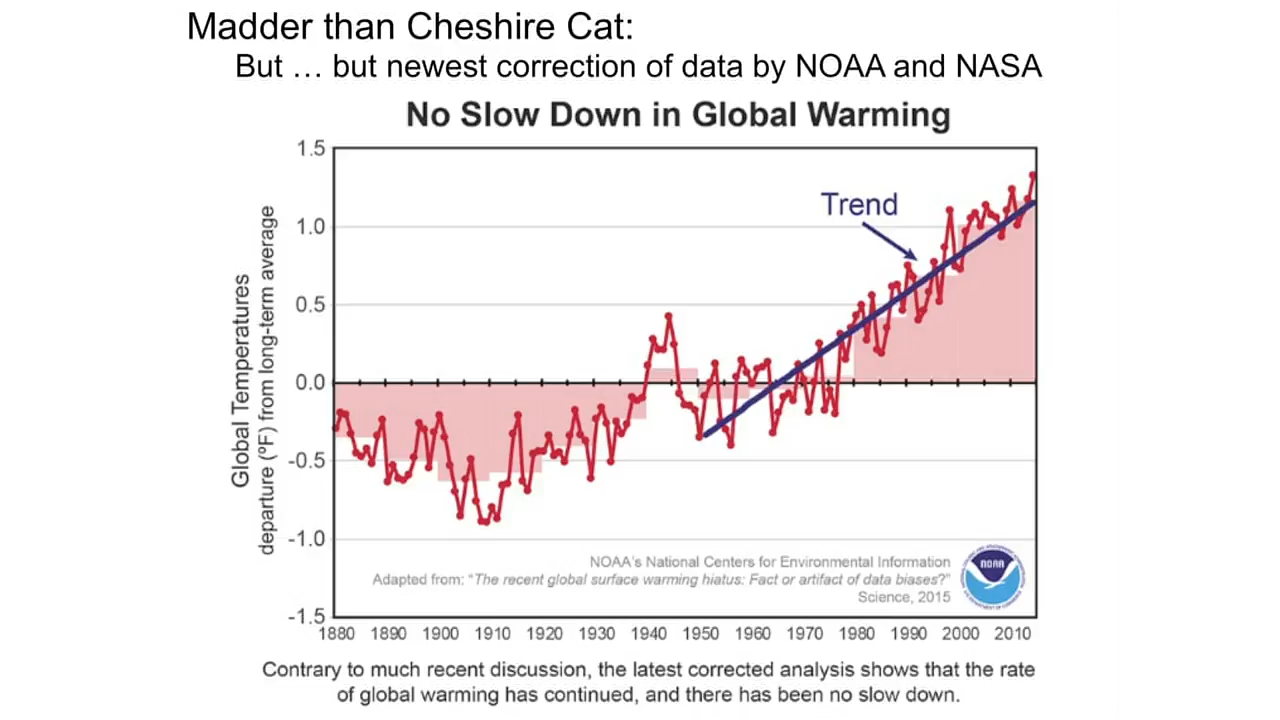 Madder than Cheshire Cat:
But … but newest correction of data by NOAA and NASA
No Slow Down in Global Warming
1.5
1.0
0.5
0.0
-0.5
-1.0
-1.5
Global Temperatures
departure (ºF) from long-term average
Trend
NOAA's National Centers for Environmental Information
Adapted from: "The recent global surface warming hiatus: Fact or artifact of data biases?"
Science, 2015
NOAA
1880 1890 1900 1910 1920 1930 1940 1950 1960 1970 1980 1990 2000 2010
Contrary to much recent discussion, the latest corrected analysis shows that the rate
of global warming has continued, and there has been no slow down.